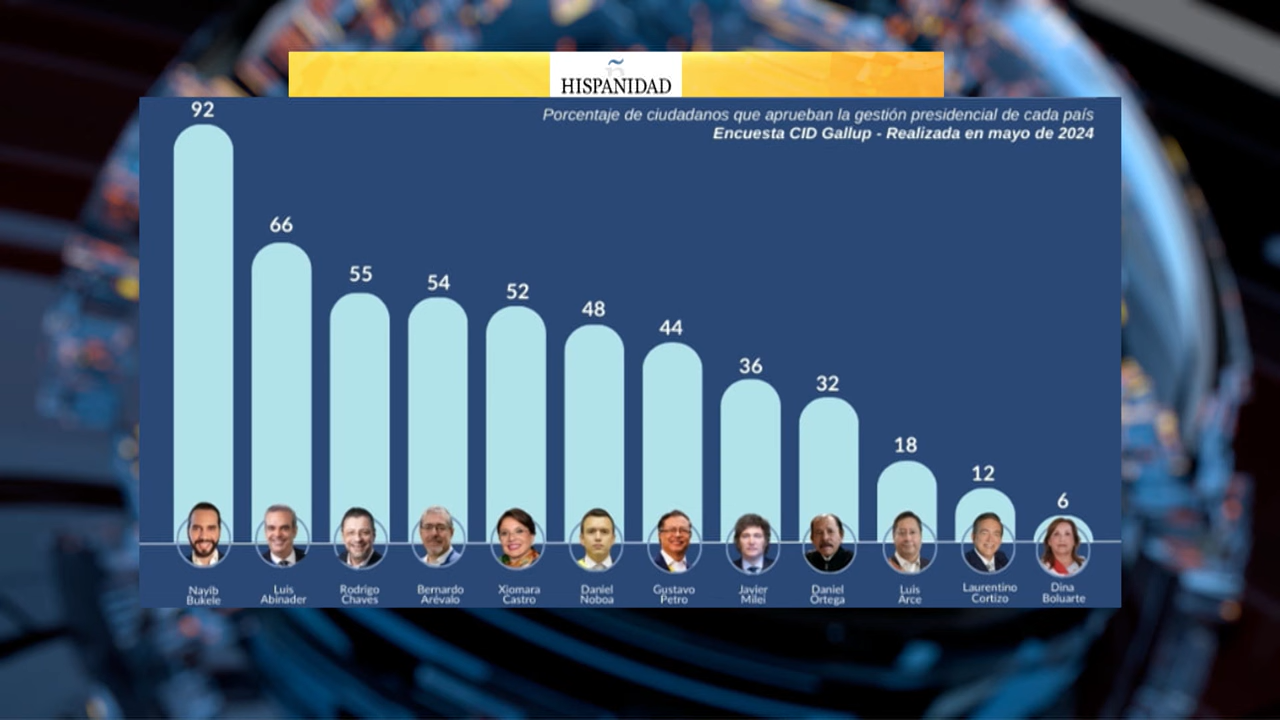 HISPANIDAD
Porcentaje de ciudadanos que aprueban la gestión presidencial de cada país
Encuesta CID Gallup - Realizada en mayo de 2024
92
66
55
54
52
48
44
36
32
18
12
6
Nayib
Bukele
Luis
Abinader
Rodrigo
Chaves
Bernardo
Arévalo
Xiomara
Castro
Daniel
Noboa
Gustavo
Petro
Javier
Milei
Daniel
Ortega
Luis
Arce
Laurentino
Cortizo
Dina
Boluarte